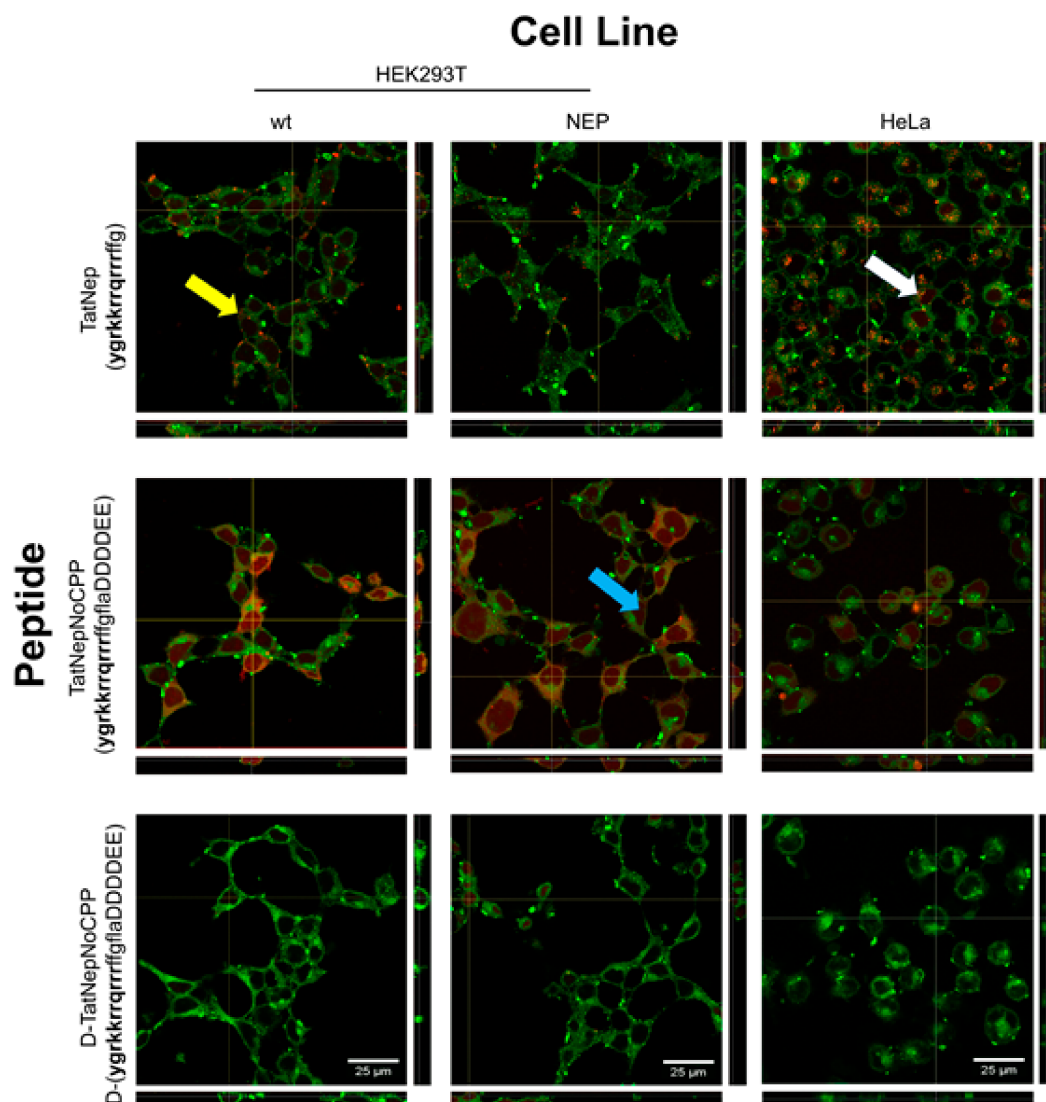 Cell Line
HEK293T
wt
NEP
HeLa
Peptide
TatNep
(ygrkkrrqrrrffg)
TatNepNoCPP
(ygrkkrrqrrrffgflaDDDDEE)
D-TatNepNoCPP
D-(ygrkkrrqrrrffgflaDDDDEE)
25 µm
25 µm
25 µm